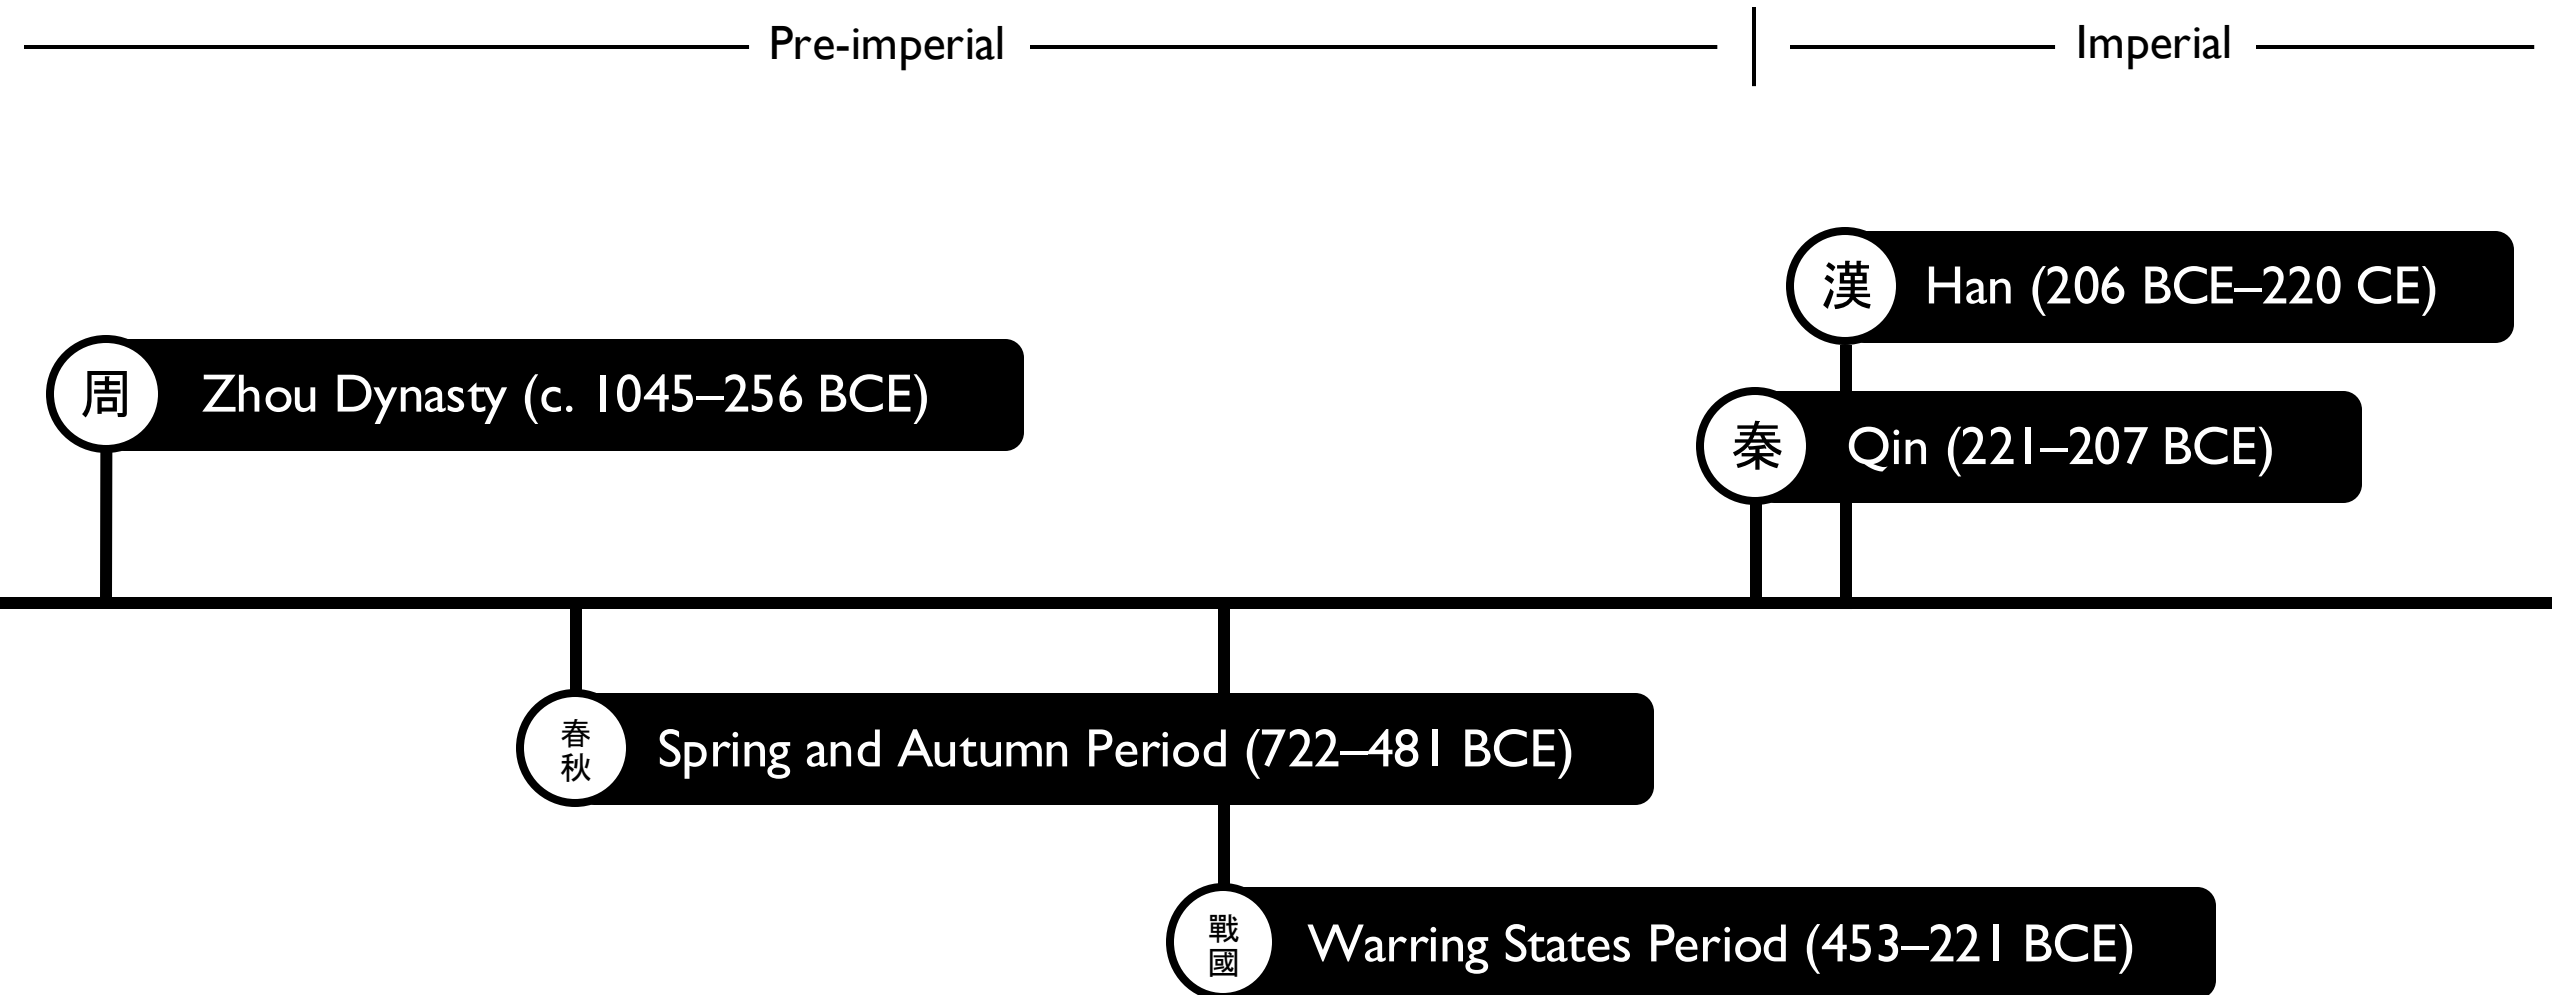 Pre-imperial
Imperial
漢 Han (206 BCE–220 CE)
周 Zhou Dynasty (c. 1045–256 BCE)
秦 Qin (221–207 BCE)
春秋 Spring and Autumn Period (722–481 BCE)
戰國 Warring States Period (453–221 BCE)